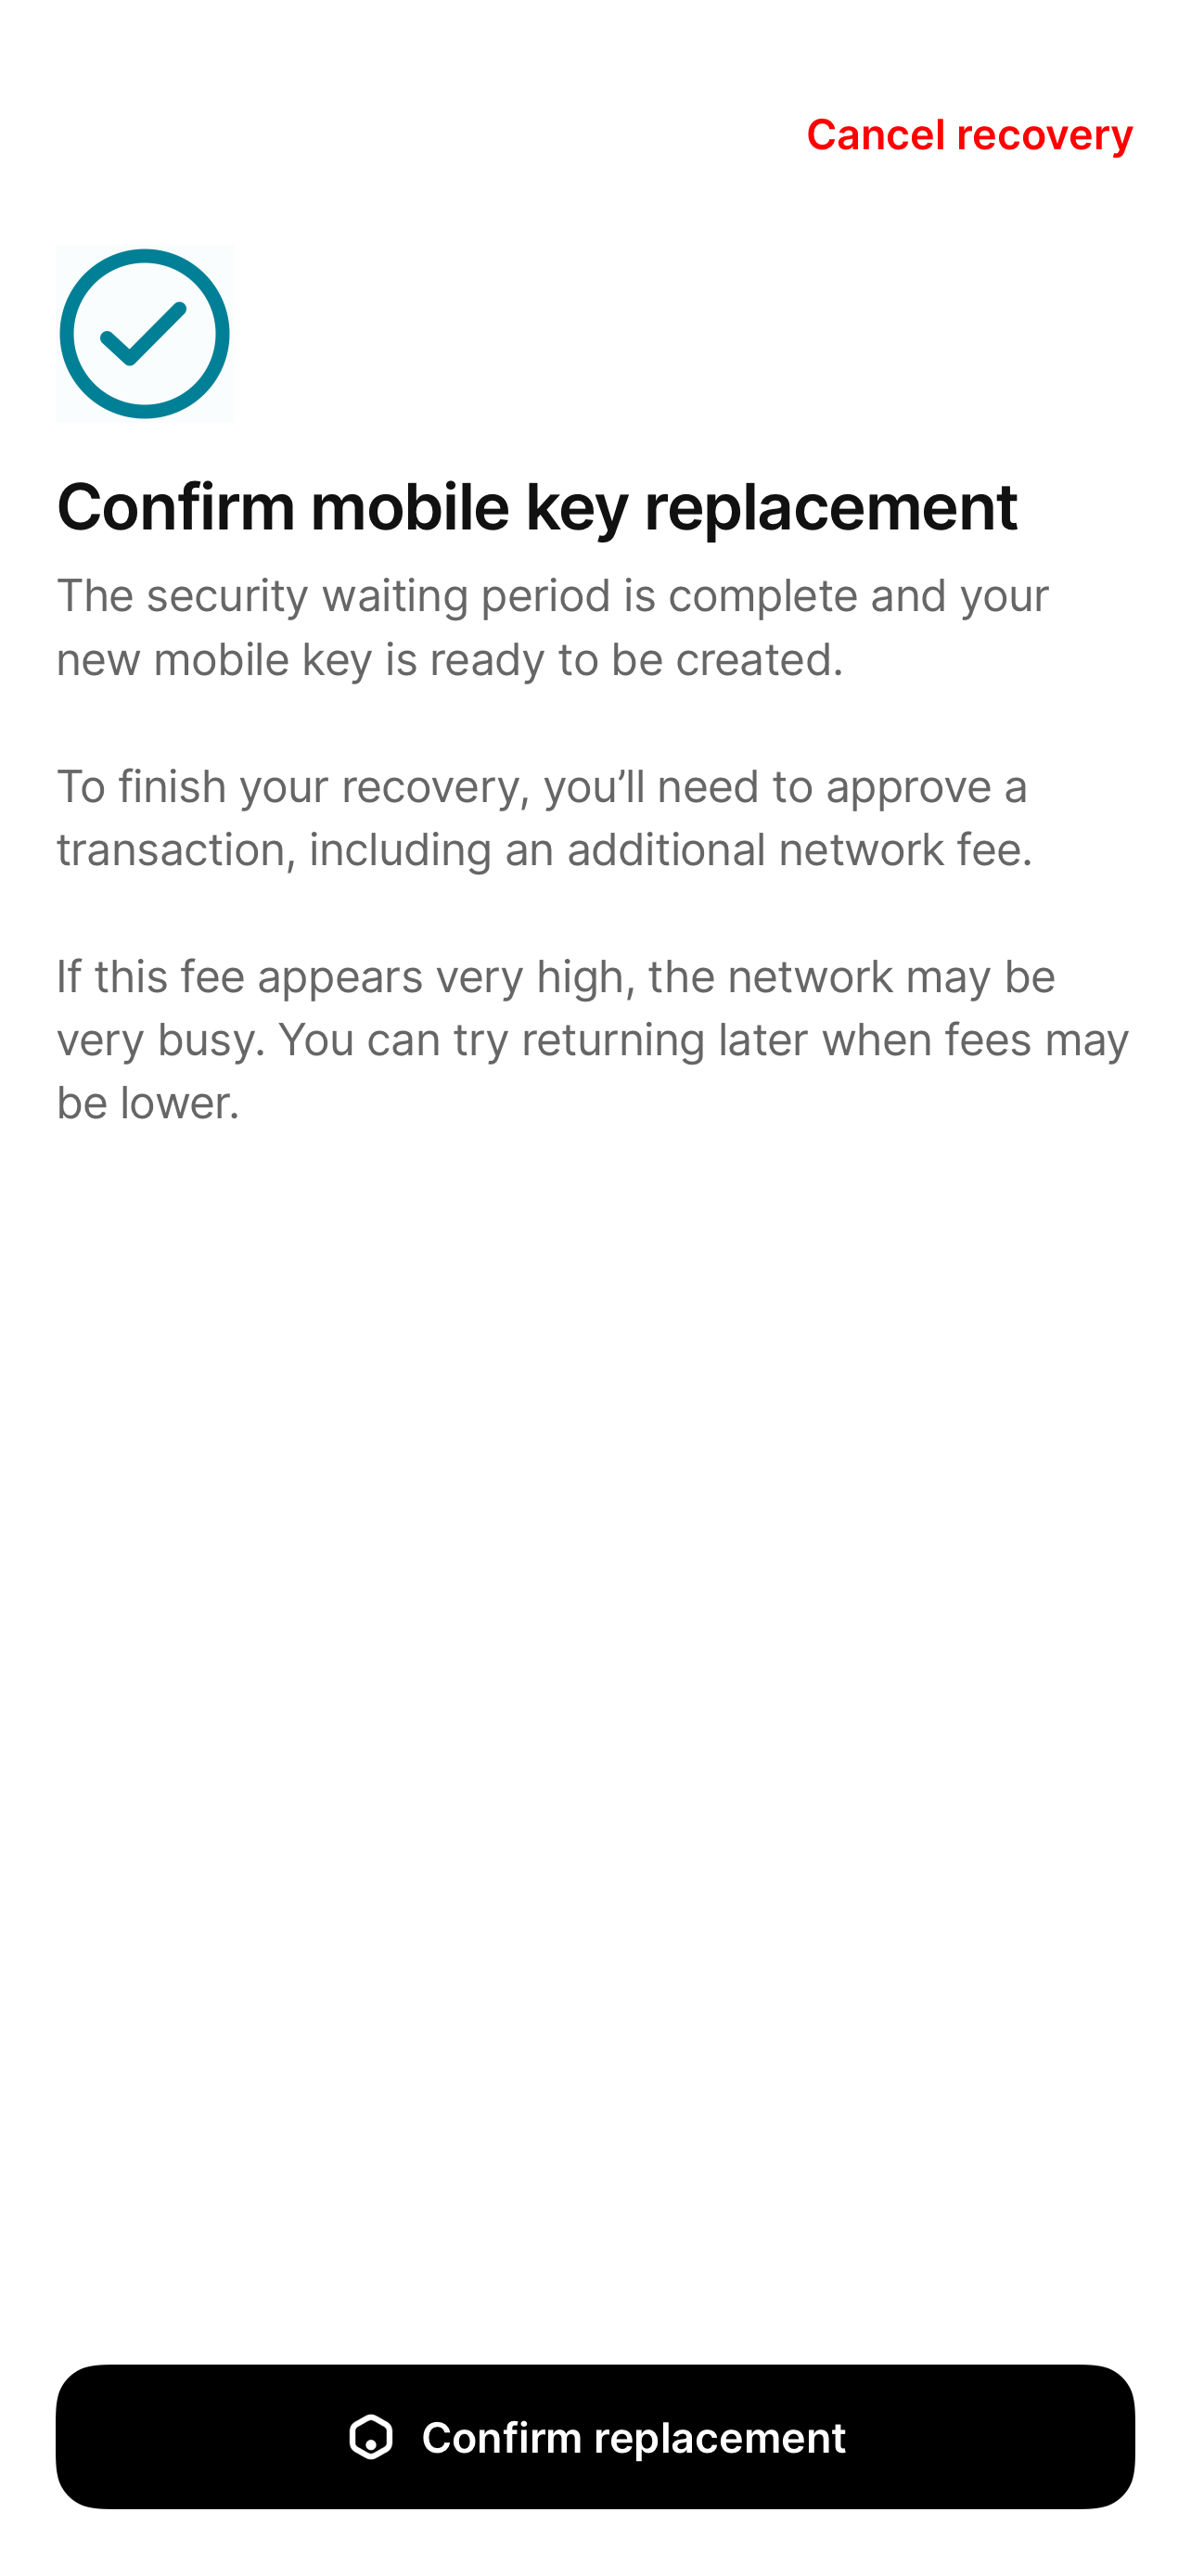 Cancel recovery
Confirm mobile key replacement
The security waiting period is complete and your
new mobile key is ready to be created.
To finish your recovery, you’ll need to approve a
transaction, including an additional network fee.
If this fee appears very high, the network may be
very busy. You can try returning later when fees may
be lower.
Confirm replacement